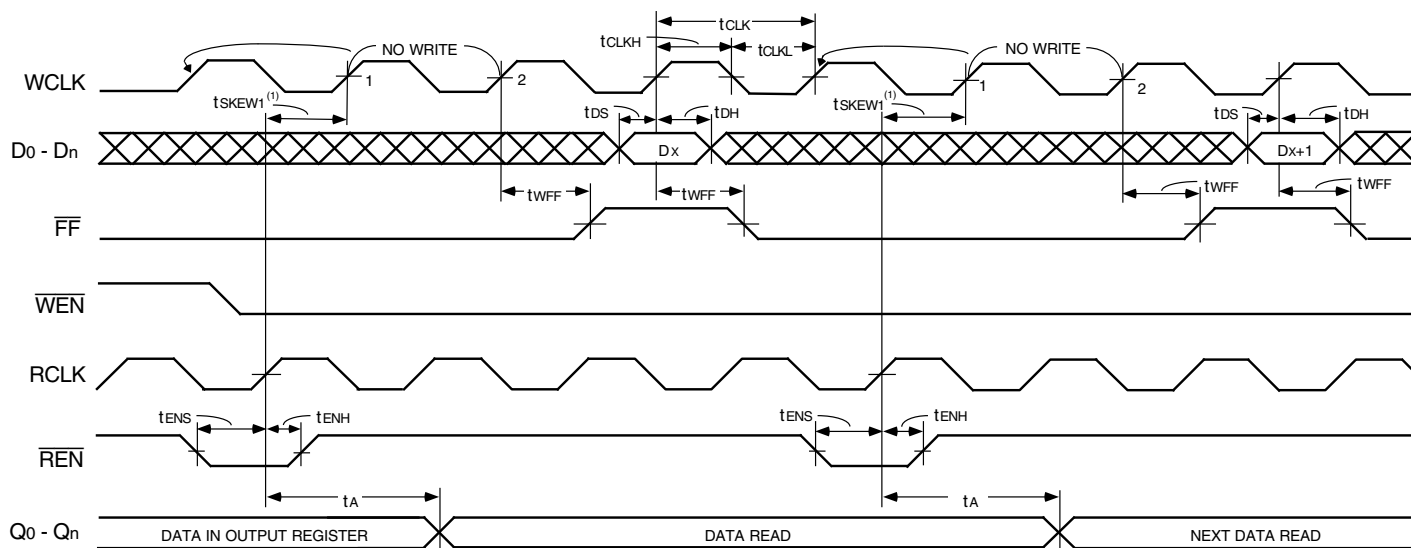 tCLK
tCLKH
tCLKL
NO WRITE
NO WRITE
WCLK
1
2
1
2
tSKEW1(1)
tSKEW1(1)
tDS
tDH
tDS
tDH
D0 - Dn
Dx
Dx+1
tWFF
tWFF
tWFF
tWFF
FF
WEN
RCLK
tENS
tENH
tENS
tENH
REN
tA
tA
Q0 - Qn
DATA IN OUTPUT REGISTER
DATA READ
NEXT DATA READ